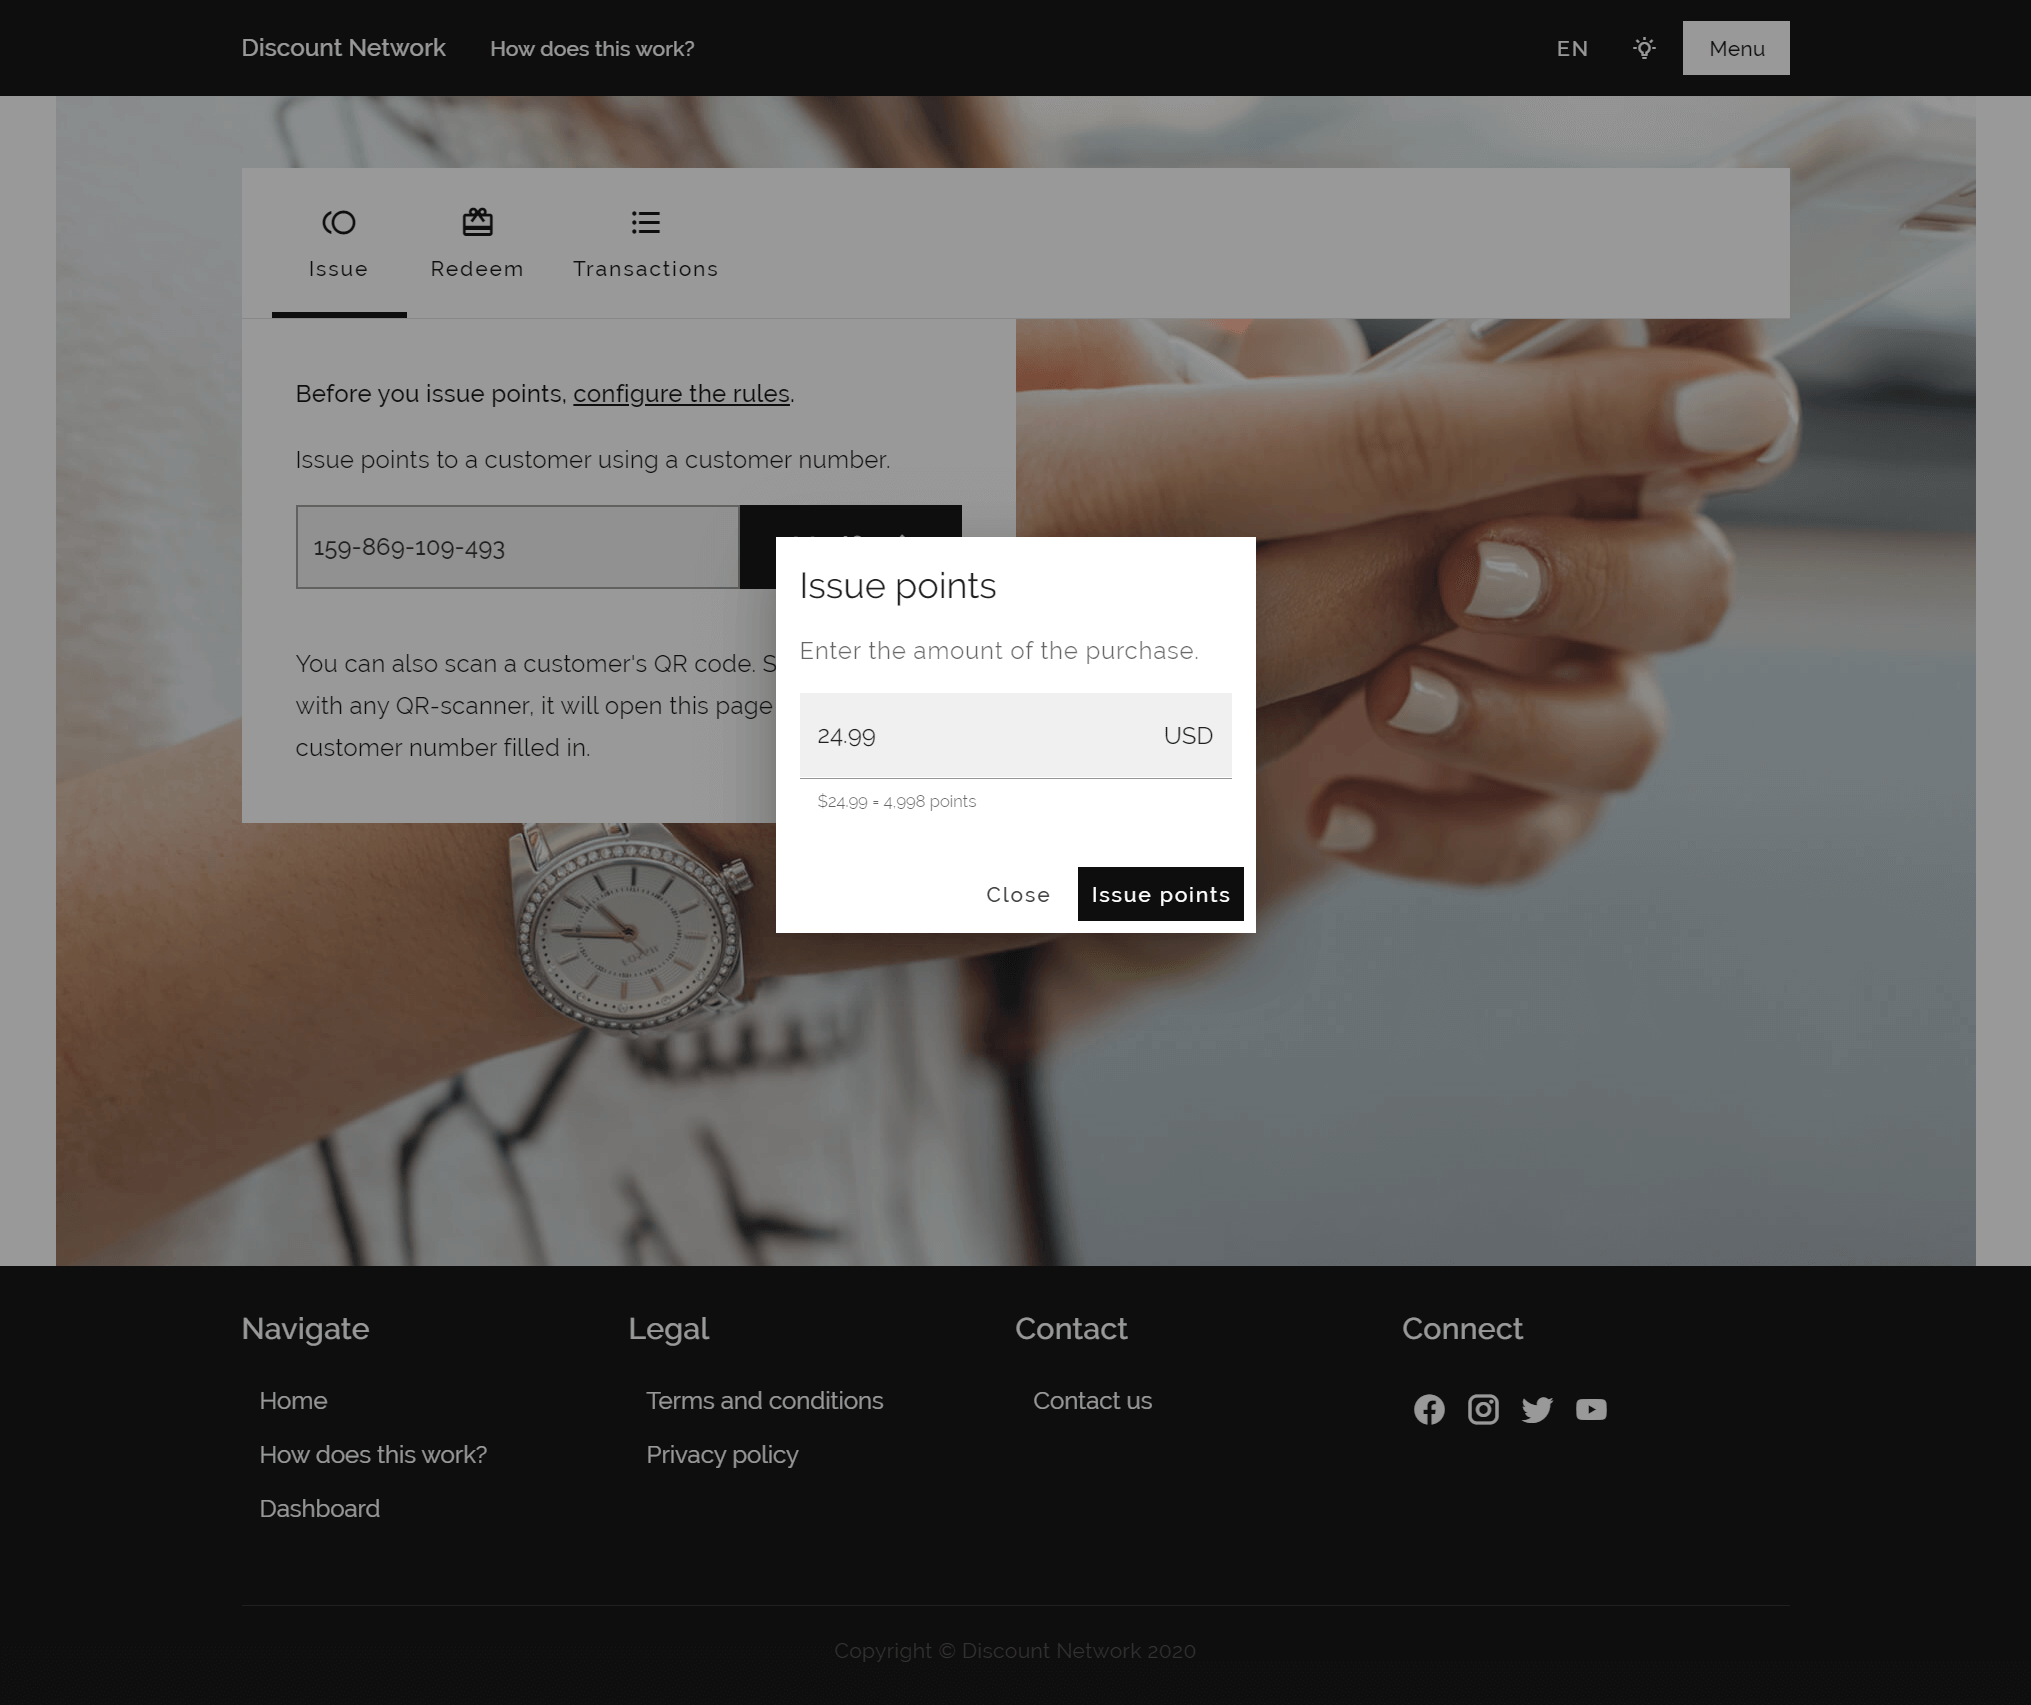 Discount Network
How does this work?
EN
Menu
Issue
Redeem
Transactions
Before you issue points, configure the rules.
Issue points to a customer using a customer number.
159-869-109-493
You can also scan a customer's QR code. S
with any QR-scanner, it will open this page
customer number filled in.
Issue points
Enter the amount of the purchase.
24.99
USD
$24.99 = 4.998 points
Close
Issue points
Navigate
Home
How does this work?
Dashboard
Legal
Terms and conditions
Privacy policy
Contact
Contact us
Connect
Copyright © Discount Network 2020